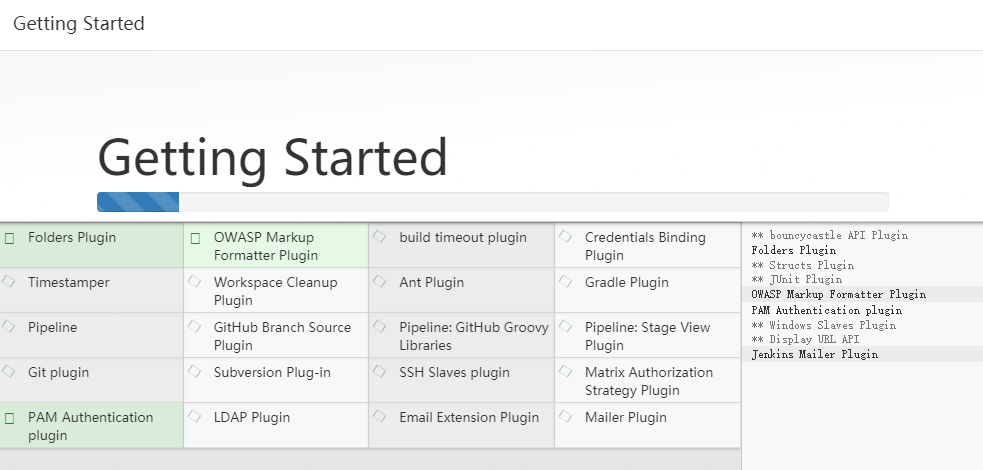 Getting Started
Getting Started
Folders Plugin
OWASP Markup
Formatter Plugin
build timeout plugin
Credentials Binding
Plugin
Timestamper
Workspace Cleanup
Plugin
Ant Plugin
Gradle Plugin
Pipeline
GitHub Branch Source
Plugin
Pipeline: GitHub Groovy
Libraries
Pipeline: Stage View
Plugin
Git plugin
Subversion Plug-in
SSH Slaves plugin
Matrix Authorization
Strategy Plugin
PAM Authentication
plugin
LDAP Plugin
Email Extension Plugin
Mailer Plugin
** bouncycastle API Plugin
Folders Plugin
** Structs Plugin
** JUnit Plugin
OWASP Markup Formatter Plugin
PAM Authentication plugin
** Windows Slaves Plugin
** Display URL API
Jenkins Mailer Plugin